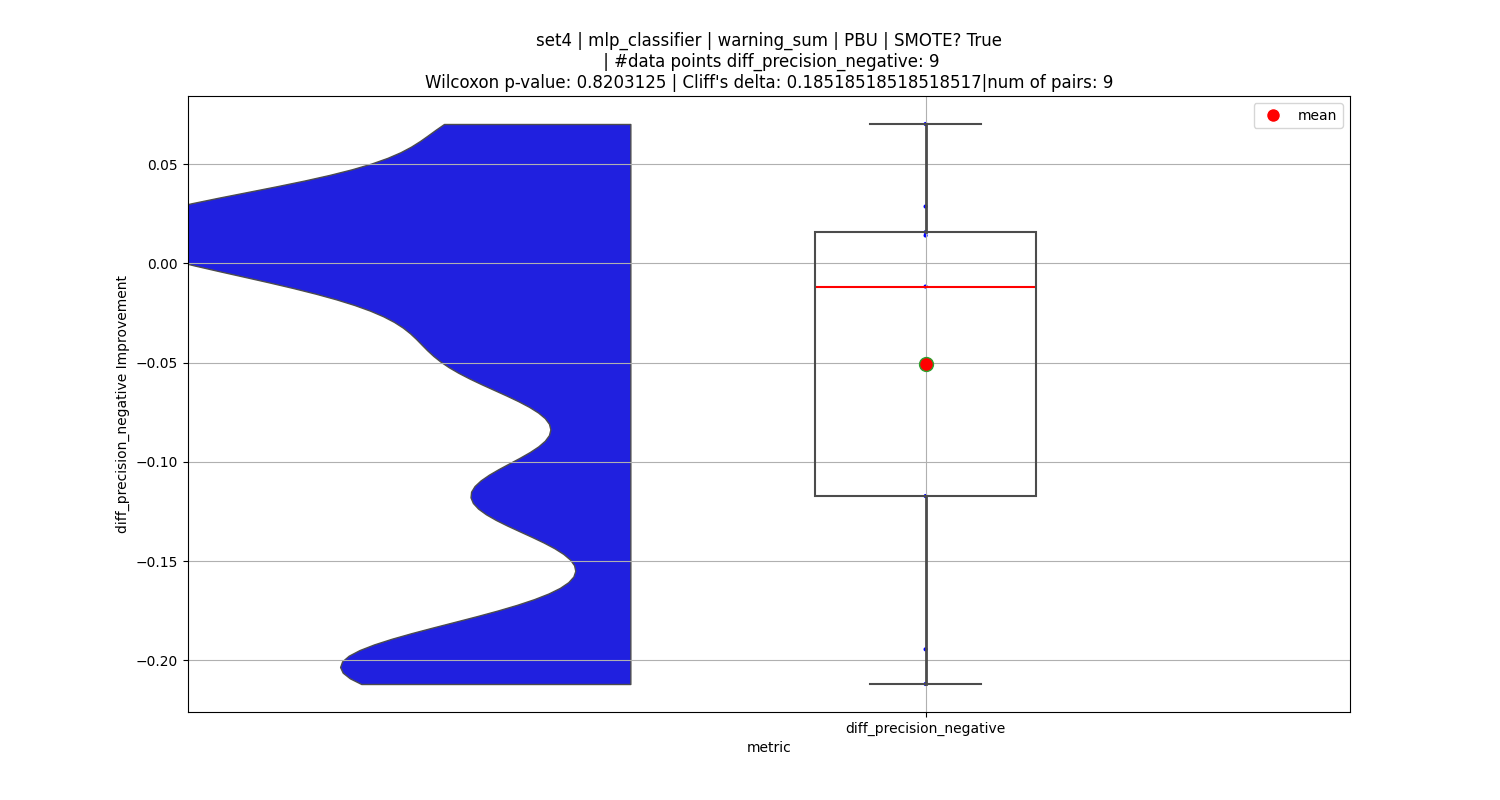 set4 | mlp_classifier | warning_sum | PBU | SMOTE? True
| #data points diff_precision_negative: 9
Wilcoxon p-value: 0.8203125 | Cliff's delta: 0.18518518518518517|num of pairs: 9
mean
0.05
0.00
−0.05
−0.10
−0.15
−0.20
diff_precision_negative Improvement
diff_precision_negative
metric